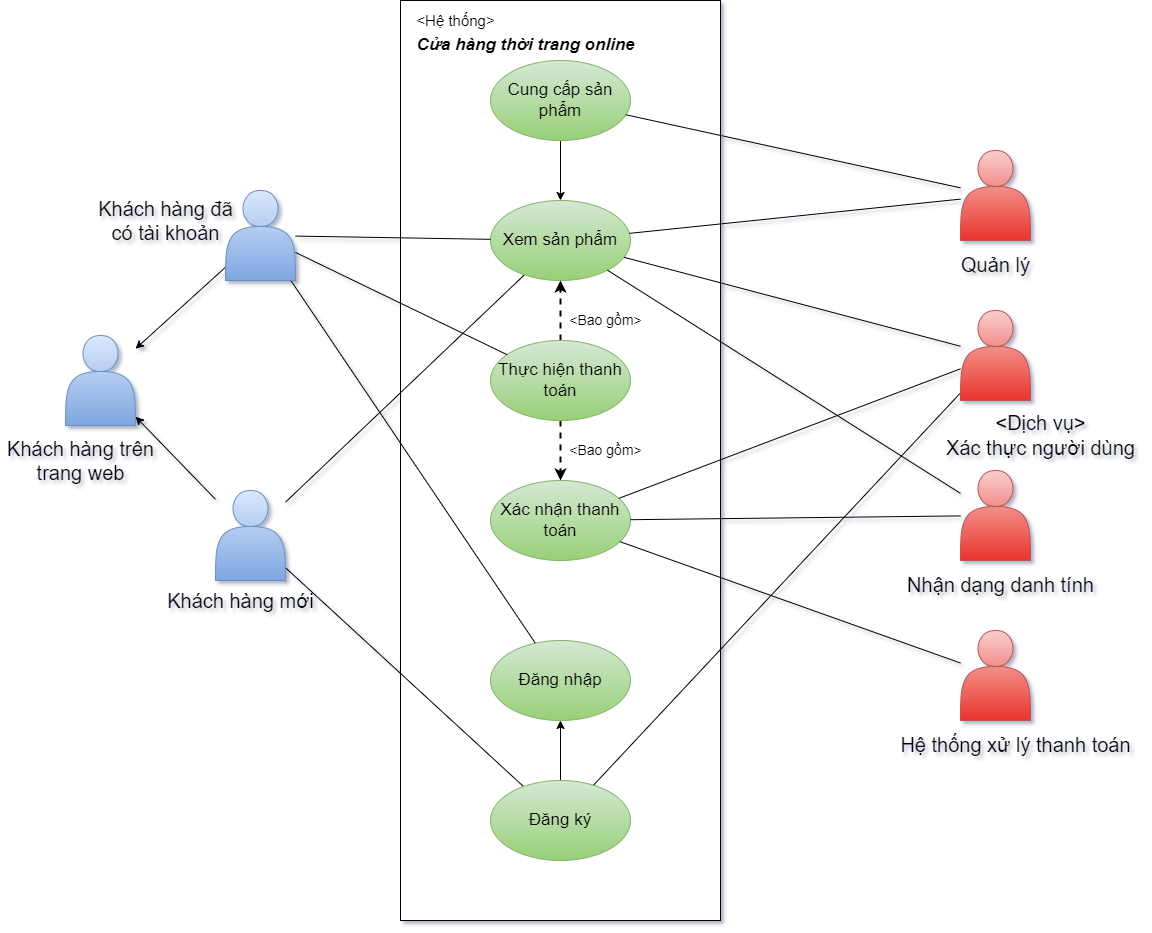 <Hệ thống>
Cửa hàng thời trang online
Cung cấp sản
phẩm
Khách hàng đã
có tài khoản
Xem sản phẩm
Quản lý
<Bao gồm>
Thực hiện thanh
toán
Khách hàng trên
trang web
<Dịch vụ>
Xác thực người dùng
<Bao gồm>
Xác nhận thanh
toán
Nhận dạng danh tính
Khách hàng mới
Đăng nhập
Hệ thống xử lý thanh toán
Đăng ký